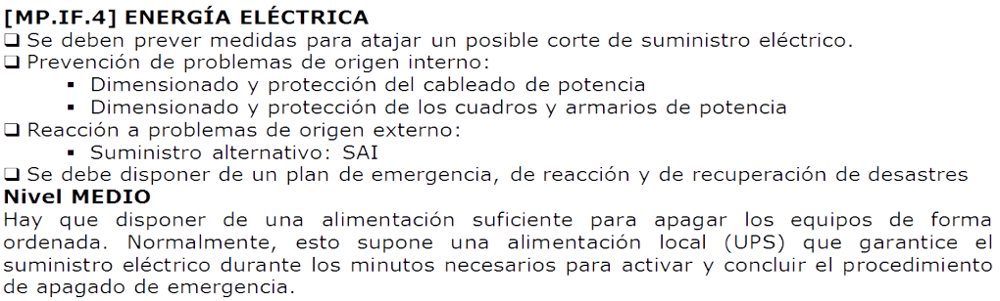 [MP.IF.4] ENERGÍA ELÉCTRICA
❑ Se deben prever medidas para atajar un posible corte de suministro eléctrico.
❑ Prevención de problemas de origen interno:
▪ Dimensionado y protección del cableado de potencia
▪ Dimensionado y protección de los cuadros y armarios de potencia
❑ Reacción a problemas de origen externo:
▪ Suministro alternativo: SAI
❑ Se debe disponer de un plan de emergencia, de reacción y de recuperación de desastres
Nivel MEDIO
Hay que disponer de una alimentación suficiente para apagar los equipos de forma
ordenada. Normalmente, esto supone una alimentación local (UPS) que garantice el
suministro eléctrico durante los minutos necesarios para activar y concluir el procedimiento
de apagado de emergencia.